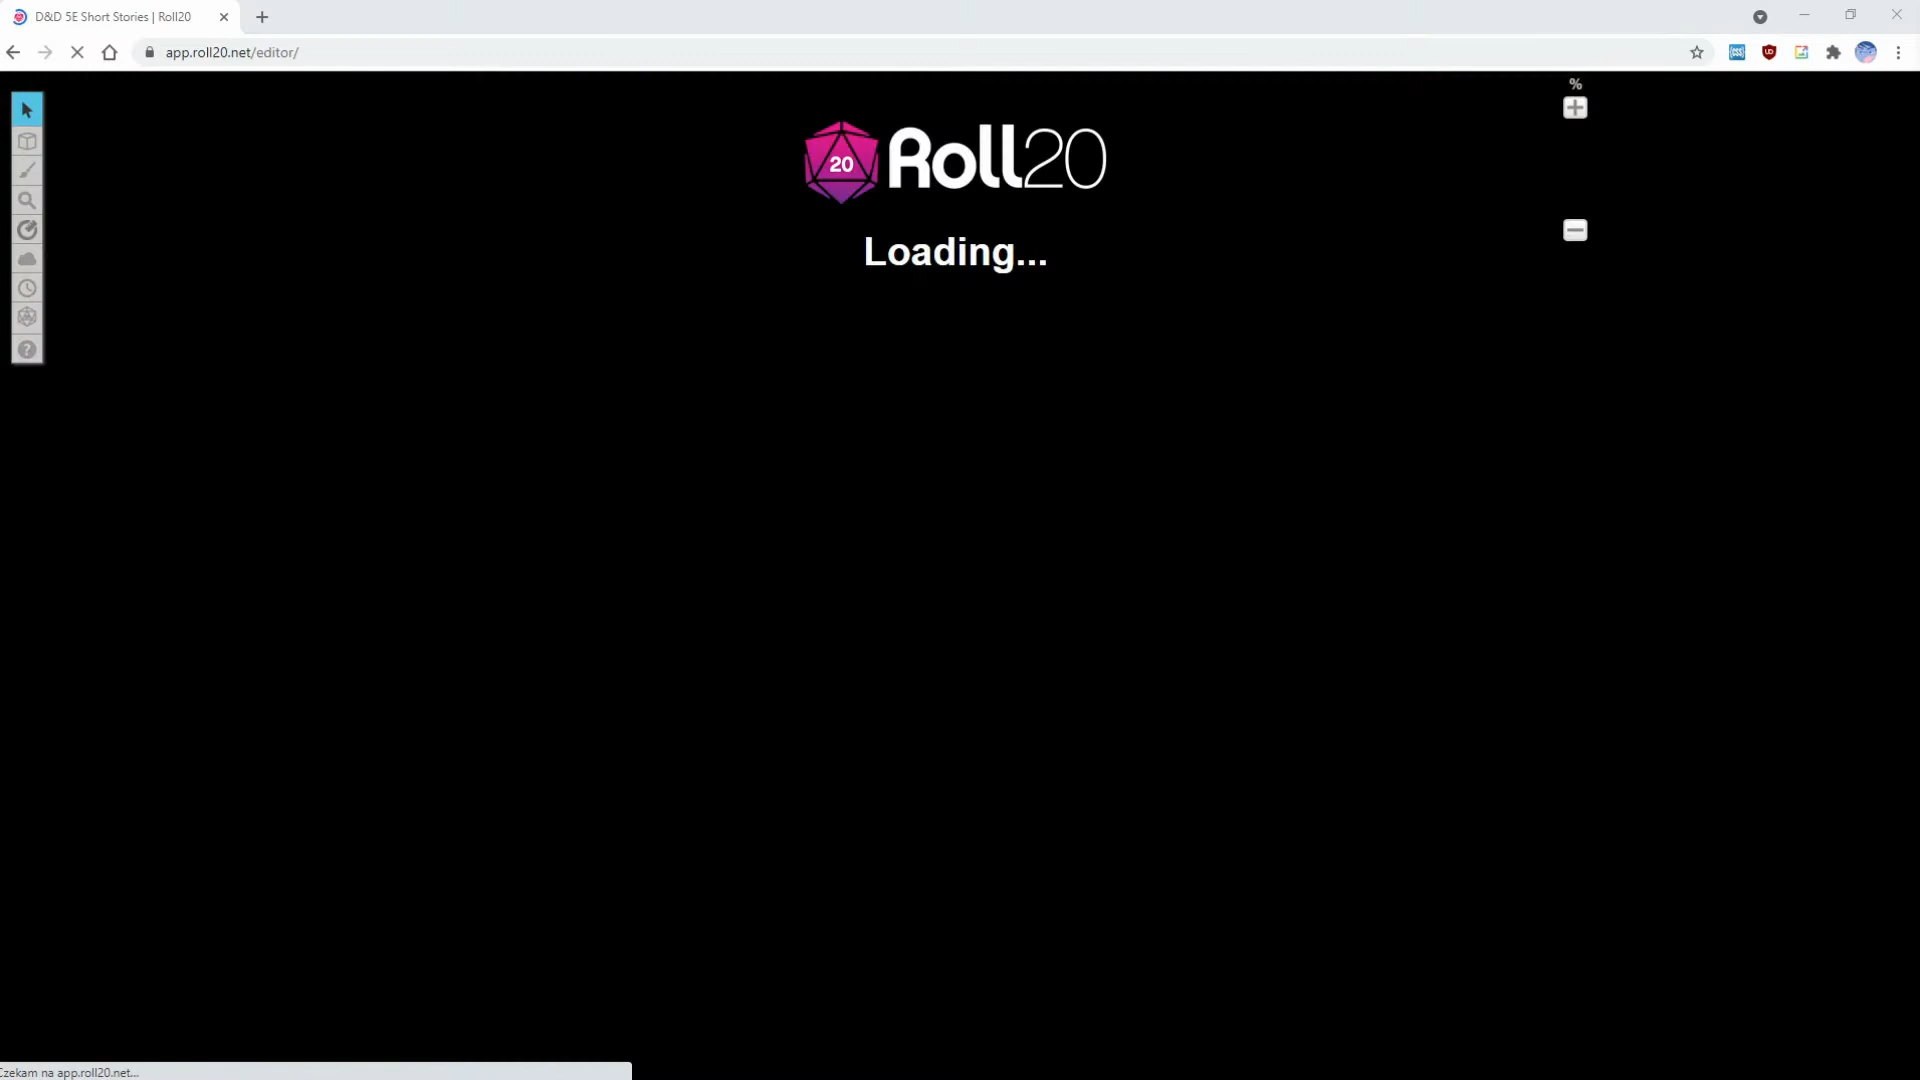 D&D 5E Short Stories | Roll20
app.roll20.net/editor/
%
20 Roll20
Loading...
Czekam na app.roll20.net...